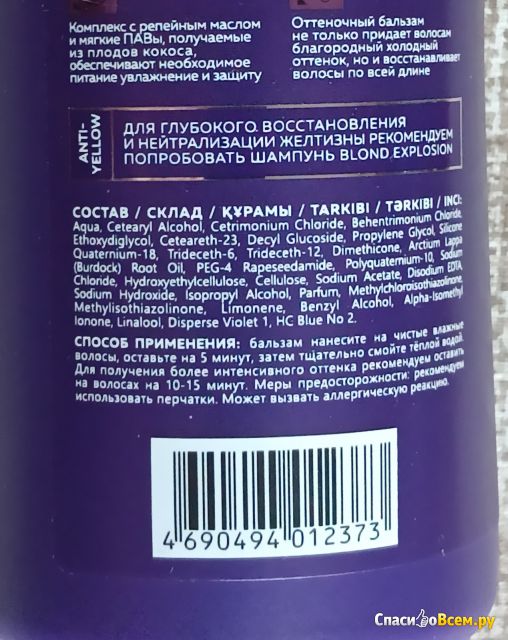 Комплекс с репейным маслом
и мягкие ПАВы, получаемые
из плодов кокоса,
обеспечивают необходимое
питание увлажнение и защиту
Оттеночный бальзам
не только придает волосам
благородный холодный
оттенок, но и восстанавливает
волосы по всей длине
ANTI-
YELLOW
ДЛЯ ГЛУБОКОГО ВОССТАНОВЛЕНИЯ
И НЕЙТРАЛИЗАЦИИ ЖЕЛТИЗНЫ РЕКОМЕНДУЕМ
ПОПРОБОВАТЬ ШАМПУНЬ BLOND EXPLOSION
СОСТАВ / СКЛАД / ҚҰРАМЫ / TARKIBI / TƏRKIBI / INCI:
Aqua, Cetearyl Alcohol, Cetrimonium Chloride, Behentrimonium Chloride,
Ethoxydiglycol, Ceteareth-23, Decyl Glucoside, Propylene Glycol, Silicone
Quaternium-18, Trideceth-6, Trideceth-12, Dimethicone, Arctium Lappa
(Burdock) Root Oil, PEG-4 Rapeseedamide, Polyquaternium-10, Sodium
Chloride, Hydroxyethylcellulose, Cellulose, Sodium Acetate, Disodium EDTA,
Sodium Hydroxide, Isopropyl Alcohol, Parfum, Methylchloroisothiazolinone,
Methylisothiazolinone, Limonene, Benzyl Alcohol, Alpha-Isomethyl
Ionone, Linalool, Disperse Violet 1, HC Blue No 2.
СПОСОБ ПРИМЕНЕНИЯ: бальзам нанесите на чистые влажные
волосы, оставьте на 5 минут, затем тщательно смойте тёплой водой.
Для получения более интенсивного оттенка рекомендуем оставить
на волосах на 10-15 минут. Меры предосторожности: рекомендуем
использовать перчатки. Может вызвать аллергическую реакцию.
4 690494 012373
СпасибоВсем.ру